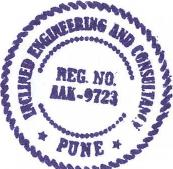 INCLINED ENGINEERING AND CONSULTANCY
REG. NO.
AAK-9723
★ PUNE ★